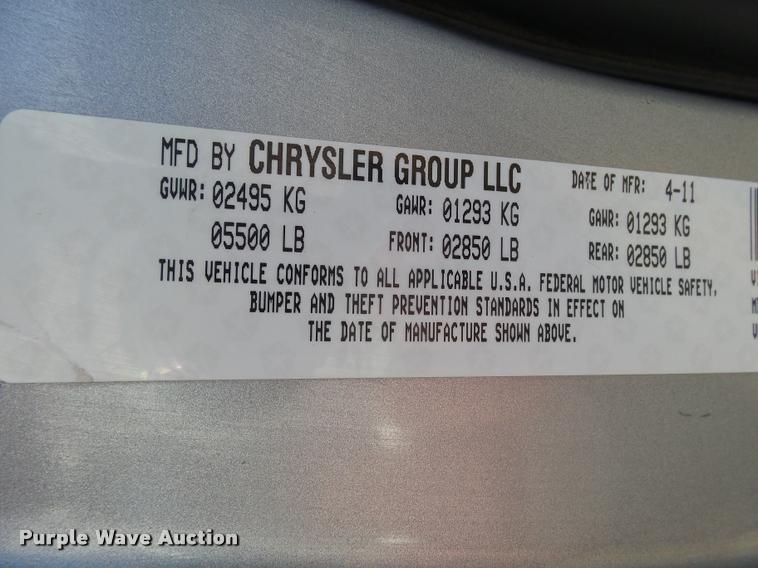 MFD BY CHRYSLER GROUP LLC DATE OF MFR: 4-11
GVWR: 02495 KG GAWR: 01293 KG GAWR: 01293 KG
05500 LB FRONT: 02850 LB REAR: 02850 LB
THIS VEHICLE CONFORMS TO ALL APPLICABLE U.S.A. FEDERAL MOTOR VEHICLE SAFETY,
BUMPER AND THEFT PREVENTION STANDARDS IN EFFECT ON
THE DATE OF MANUFACTURE SHOWN ABOVE.
Purple Wave Auction